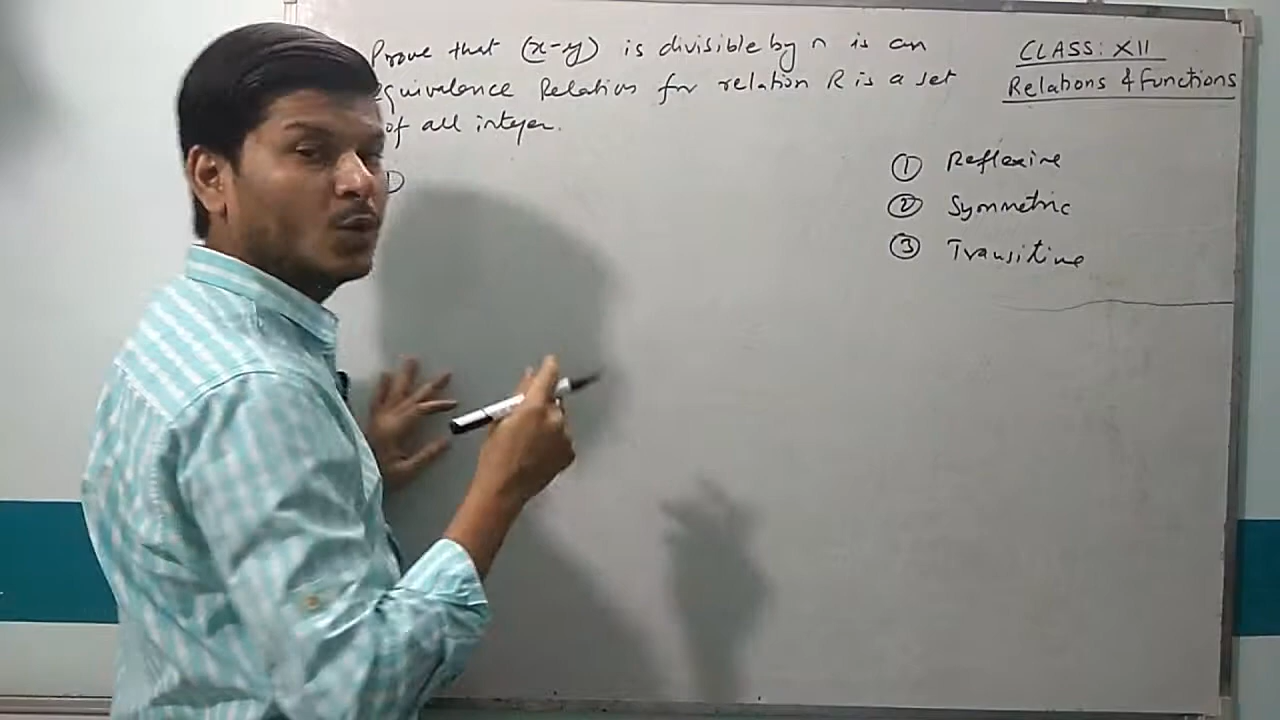 Prove that (x-y) is divisible by n is an
equivalence Relation for relation R is a set
of all integer.
①
CLASS: XII
Relations & Functions
① Reflexive
② Symmetric
③ Transitive